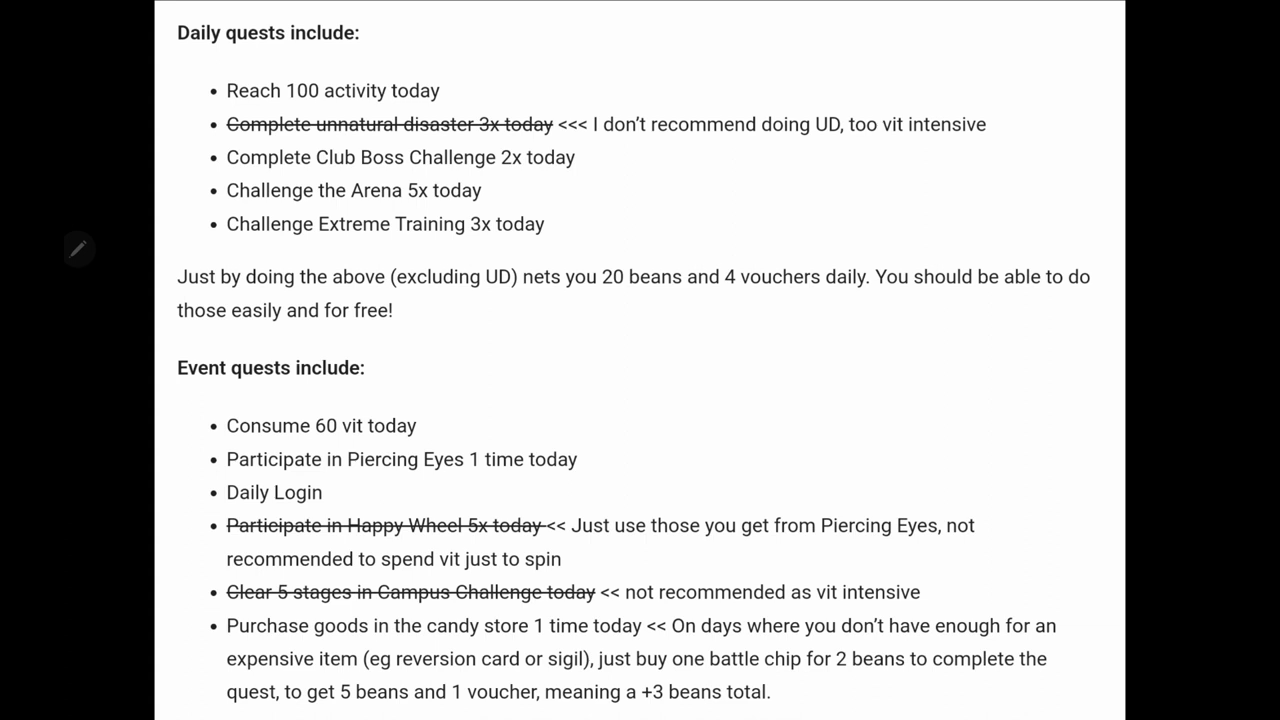 Daily quests include:
Reach 100 activity today
Complete unnatural disaster 3x today <<< I don’t recommend doing UD, too vit intensive
Complete Club Boss Challenge 2x today
Challenge the Arena 5x today
Challenge Extreme Training 3x today
Just by doing the above (excluding UD) nets you 20 beans and 4 vouchers daily. You should be able to do
those easily and for free!
Event quests include:
Consume 60 vit today
Participate in Piercing Eyes 1 time today
Daily Login
Participate in Happy Wheel 5x today << Just use those you get from Piercing Eyes, not
recommended to spend vit just to spin
Clear 5 stages in Campus Challenge today << not recommended as vit intensive
Purchase goods in the candy store 1 time today << On days where you don’t have enough for an
expensive item (eg reversion card or sigil), just buy one battle chip for 2 beans to complete the
quest, to get 5 beans and 1 voucher, meaning a +3 beans total.